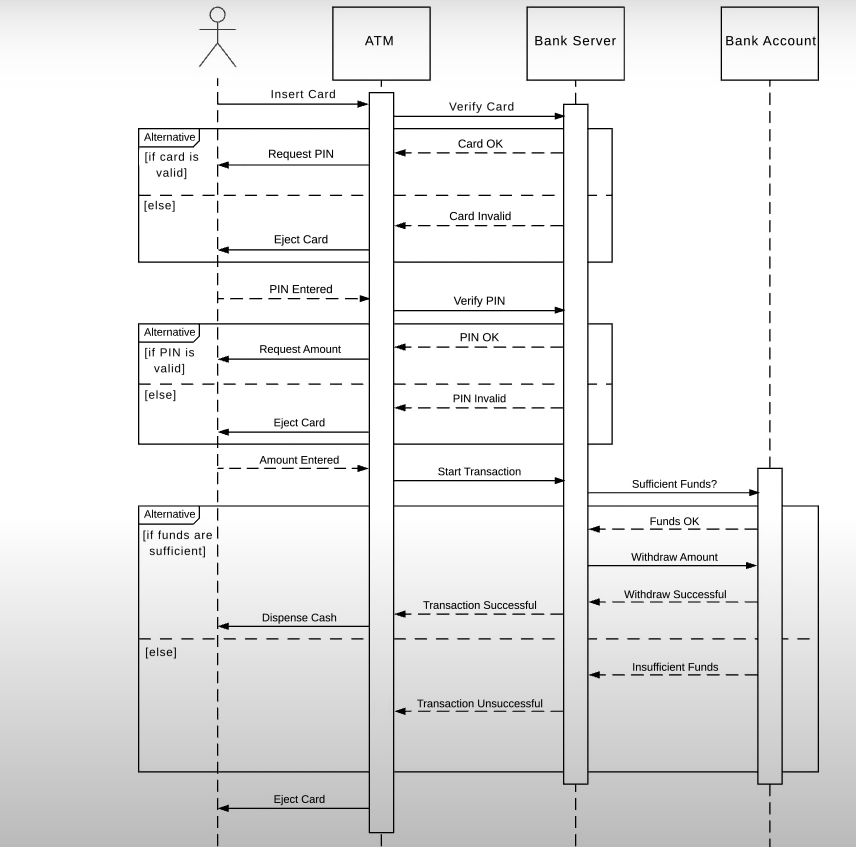 ATM
Bank Server
Bank Account
Insert Card
Verify Card
Alternative
[if card is
valid]
Card OK
Request PIN
[else]
Card Invalid
Eject Card
PIN Entered
Verify PIN
Alternative
[if PIN is
valid]
PIN OK
Request Amount
[else]
PIN Invalid
Eject Card
Amount Entered
Start Transaction
Sufficient Funds?
Alternative
[if funds are
sufficient]
Funds OK
Withdraw Amount
Withdraw Successful
Transaction Successful
Dispense Cash
[else]
Insufficient Funds
Transaction Unsuccessful
Eject Card